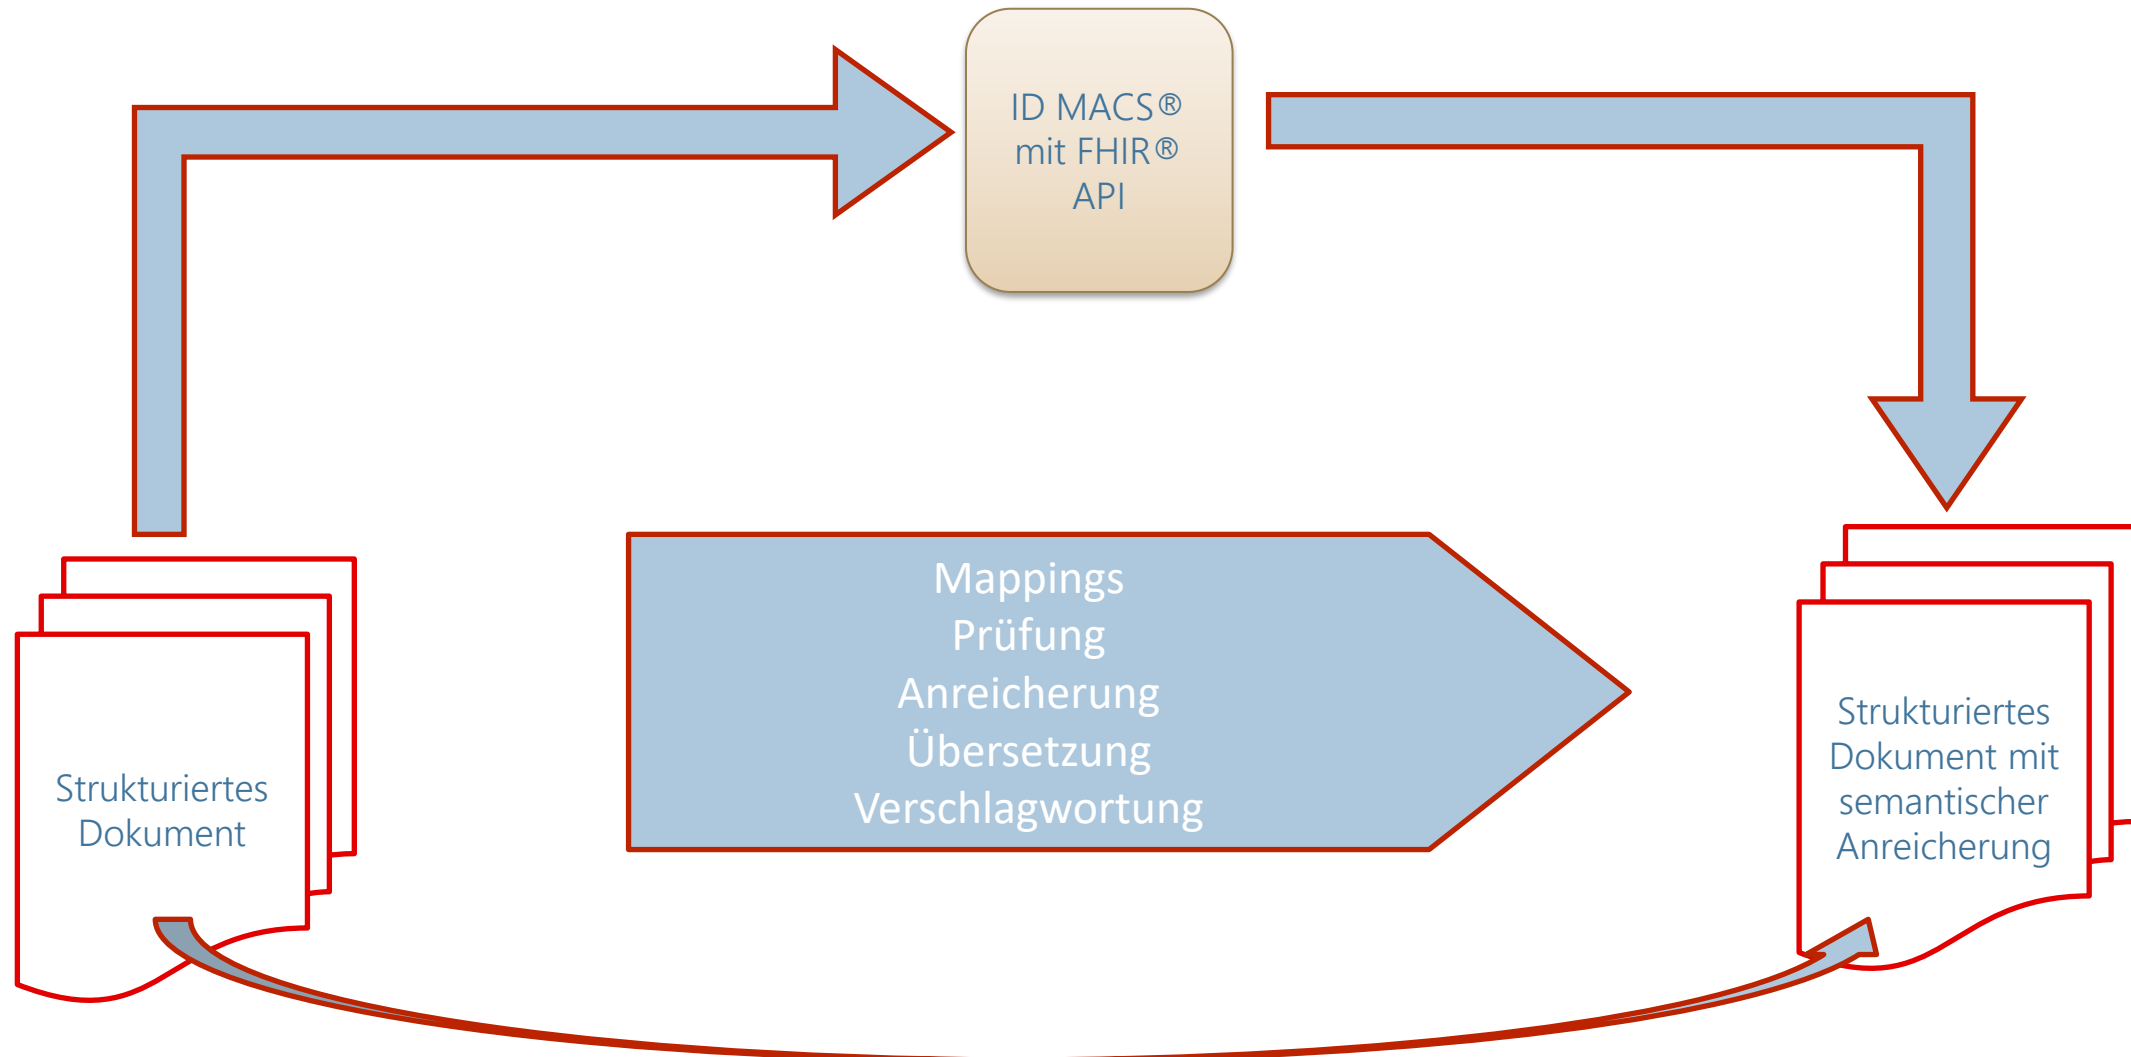 ID MACS®
mit FHIR®
API
Mappings
Prüfung
Anreicherung
Übersetzung
Verschlagwortung
Strukturiertes
Dokument
Strukturiertes
Dokument mit
semantischer
Anreicherung